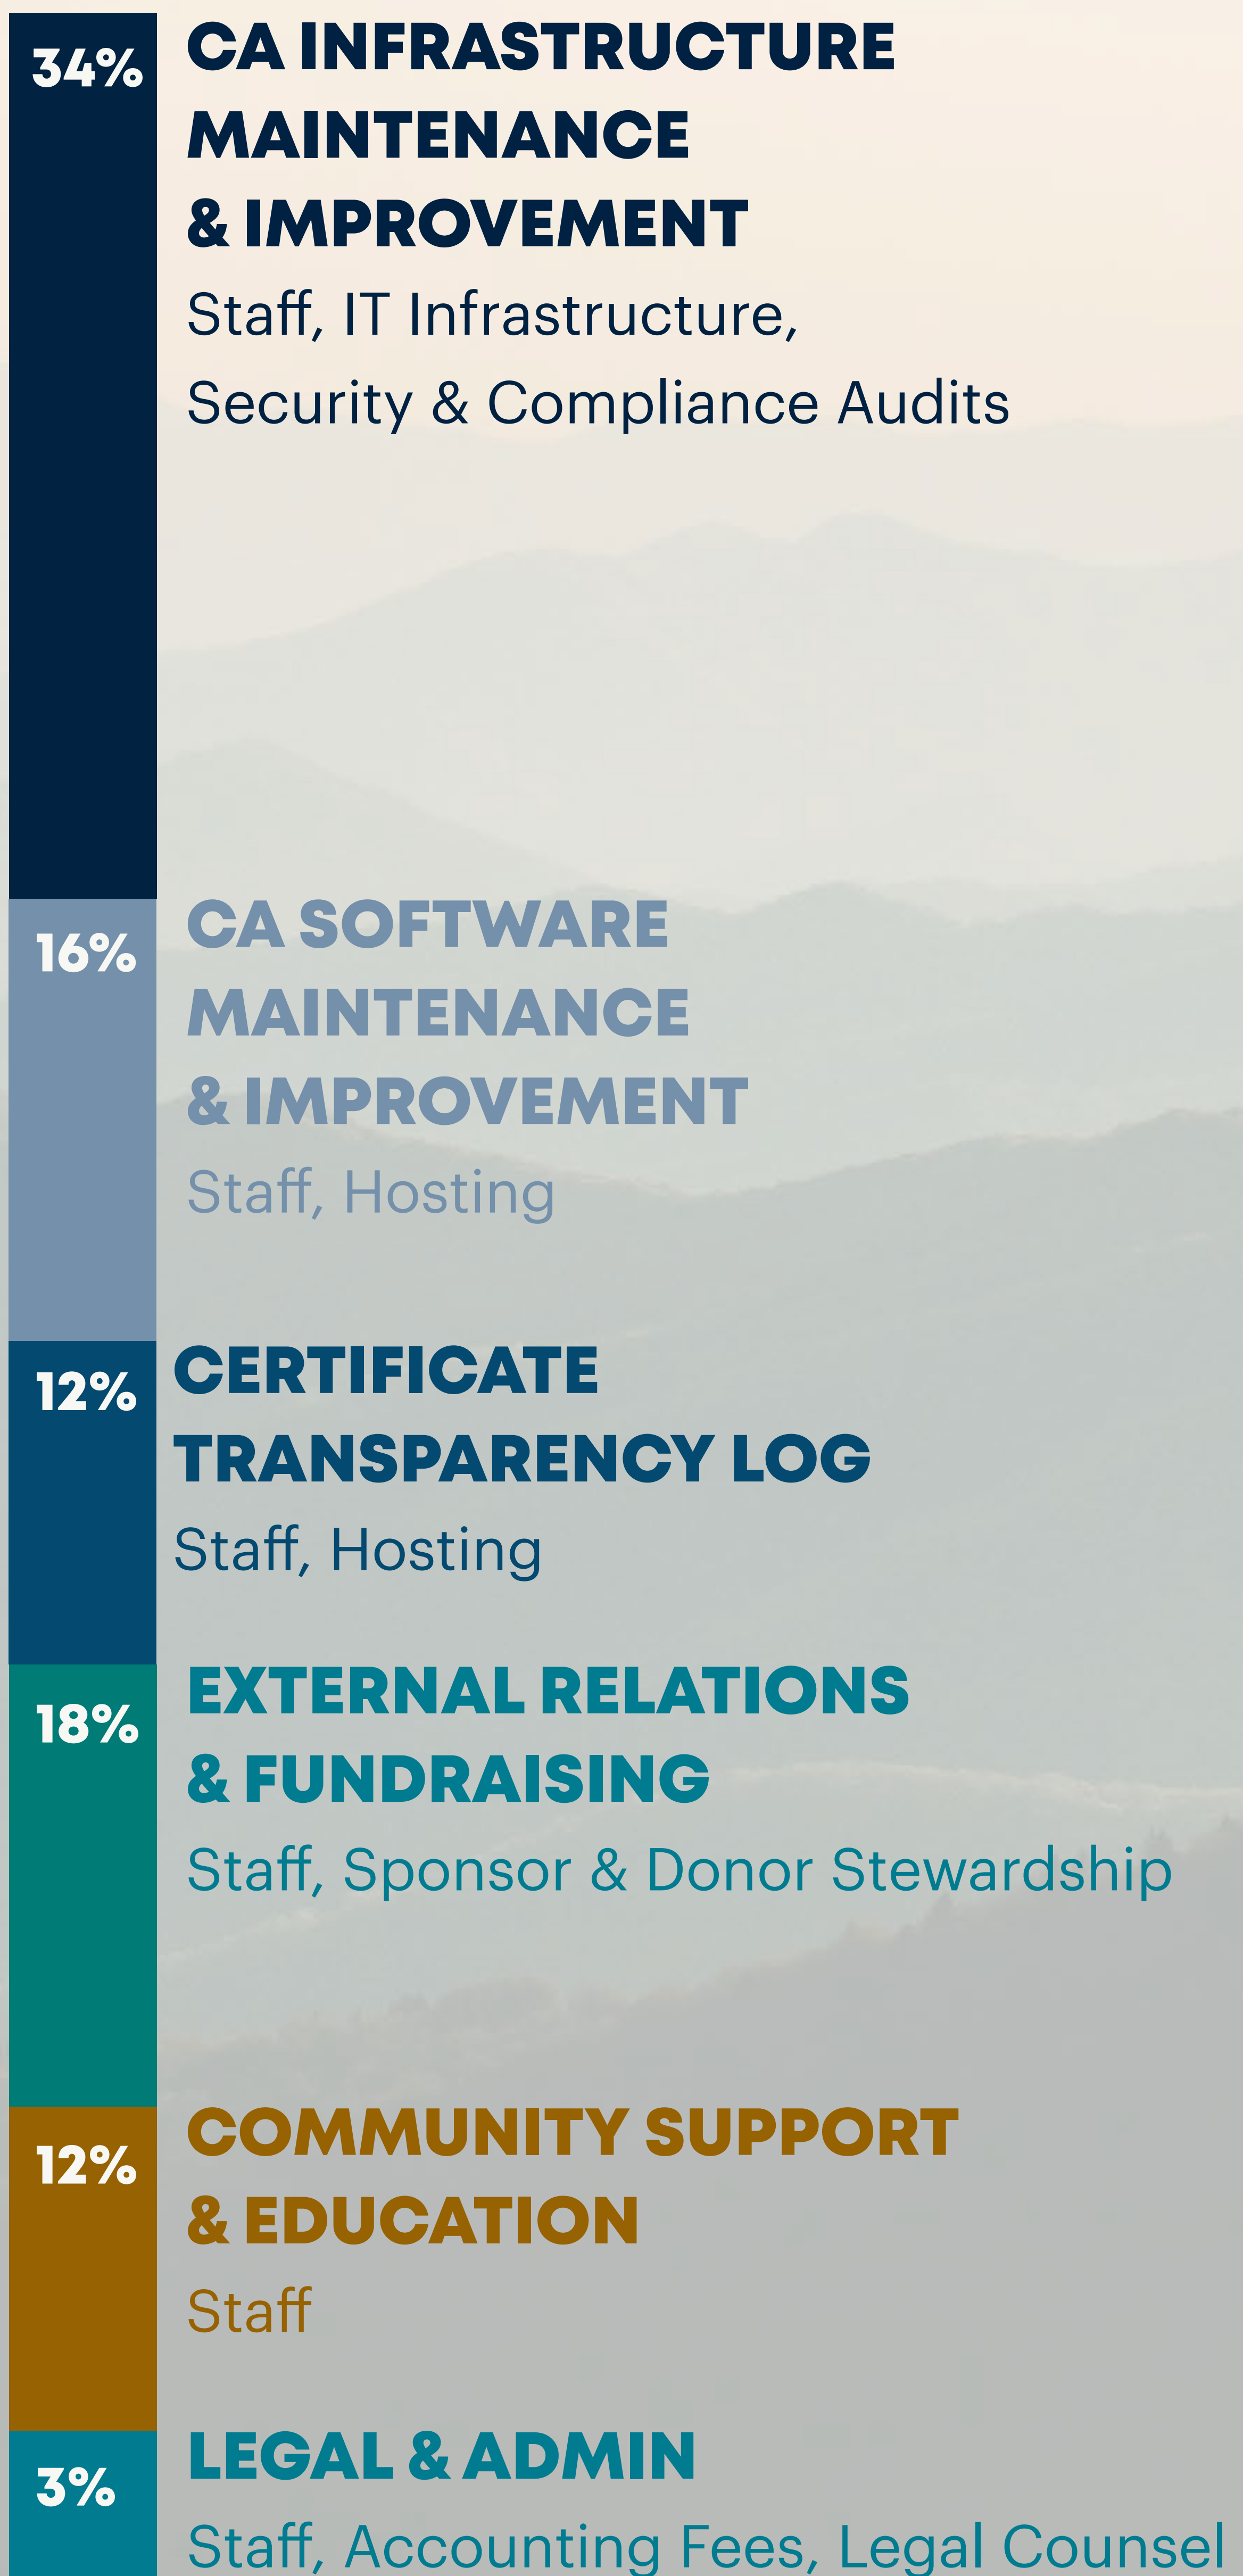 34%
CA INFRASTRUCTURE
MAINTENANCE
& IMPROVEMENT
Staff, IT Infrastructure,
Security & Compliance Audits
16%
CA SOFTWARE
MAINTENANCE
& IMPROVEMENT
Staff, Hosting
12%
CERTIFICATE
TRANSPARENCY LOG
Staff, Hosting
18%
EXTERNAL RELATIONS
& FUNDRAISING
Staff, Sponsor & Donor Stewardship
12%
COMMUNITY SUPPORT
& EDUCATION
Staff
3%
LEGAL & ADMIN
Staff, Accounting Fees, Legal Counsel